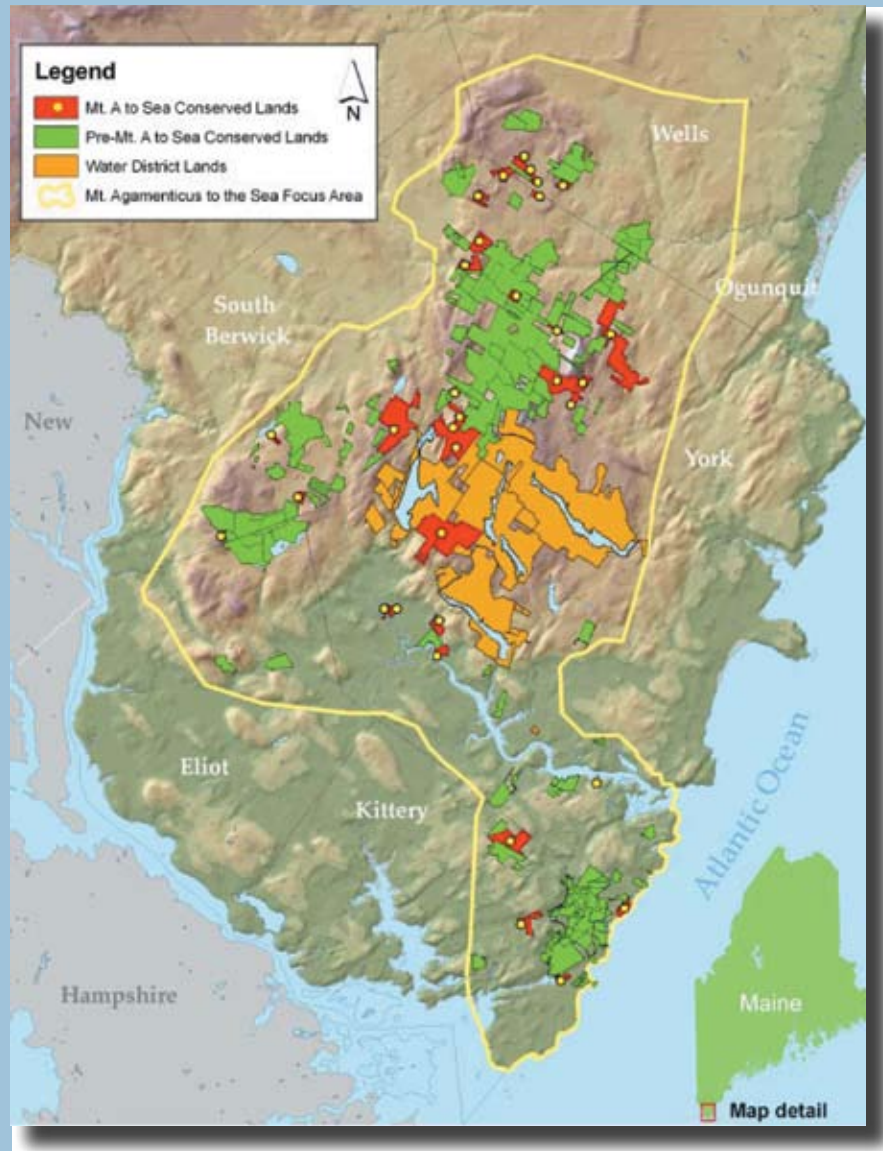 Legend
Mt. A to Sea Conserved Lands
Pre-Mt. A to Sea Conserved Lands
Water District Lands
Mt. Agamenticus to the Sea Focus Area
N
Wells
Ogunquit
South
Berwick
New
York
Eliot
Kittery
Atlantic Ocean
Hampshire
Maine
Map detail